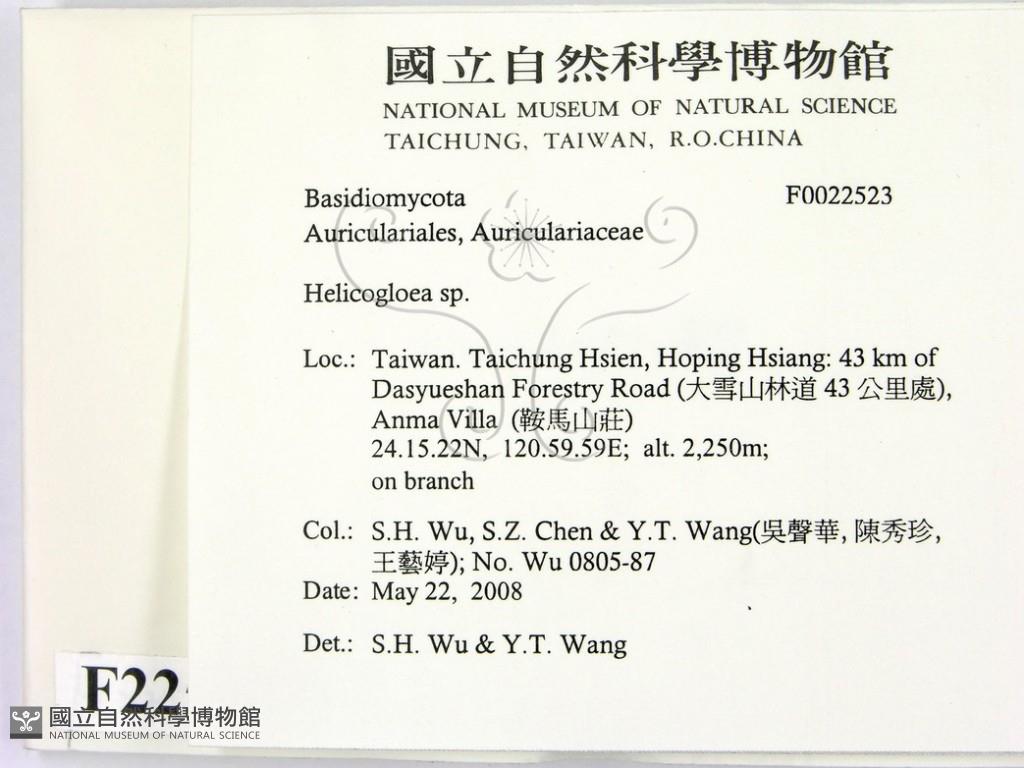 國立自然科學博物館
NATIONAL MUSEUM OF NATURAL SCIENCE
TAICHUNG, TAIWAN, R.O.CHINA
Basidiomycota F0022523
Auriculariales, Auriculariaceae
Helicogloea sp.
Loc.: Taiwan. Taichung Hsien, Hoping Hsiang: 43 km of
Dasyueshan Forestry Road (大雪山林道 43 公里處),
Anma Villa (鞍馬山莊)
24.15.22N, 120.59.59E; alt. 2,250m;
on branch
Col.: S.H. Wu, S.Z. Chen & Y.T. Wang(吳聲華, 陳秀珍,
王藝婷); No. Wu 0805-87
Date: May 22, 2008
Det.: S.H. Wu & Y.T. Wang
F22
國立自然科學博物館
NATIONAL MUSEUM OF NATURAL SCIENCE